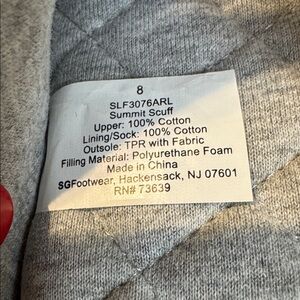 8
SLF3076ARL
Summit Scuff
Upper: 100% Cotton
Lining/Sock: 100% Cotton
Outsole: TPR with Fabric
Filling Material: Polyurethane Foam
Made in China
SGFootwear, Hackensack, NJ 07601
RN# 73639